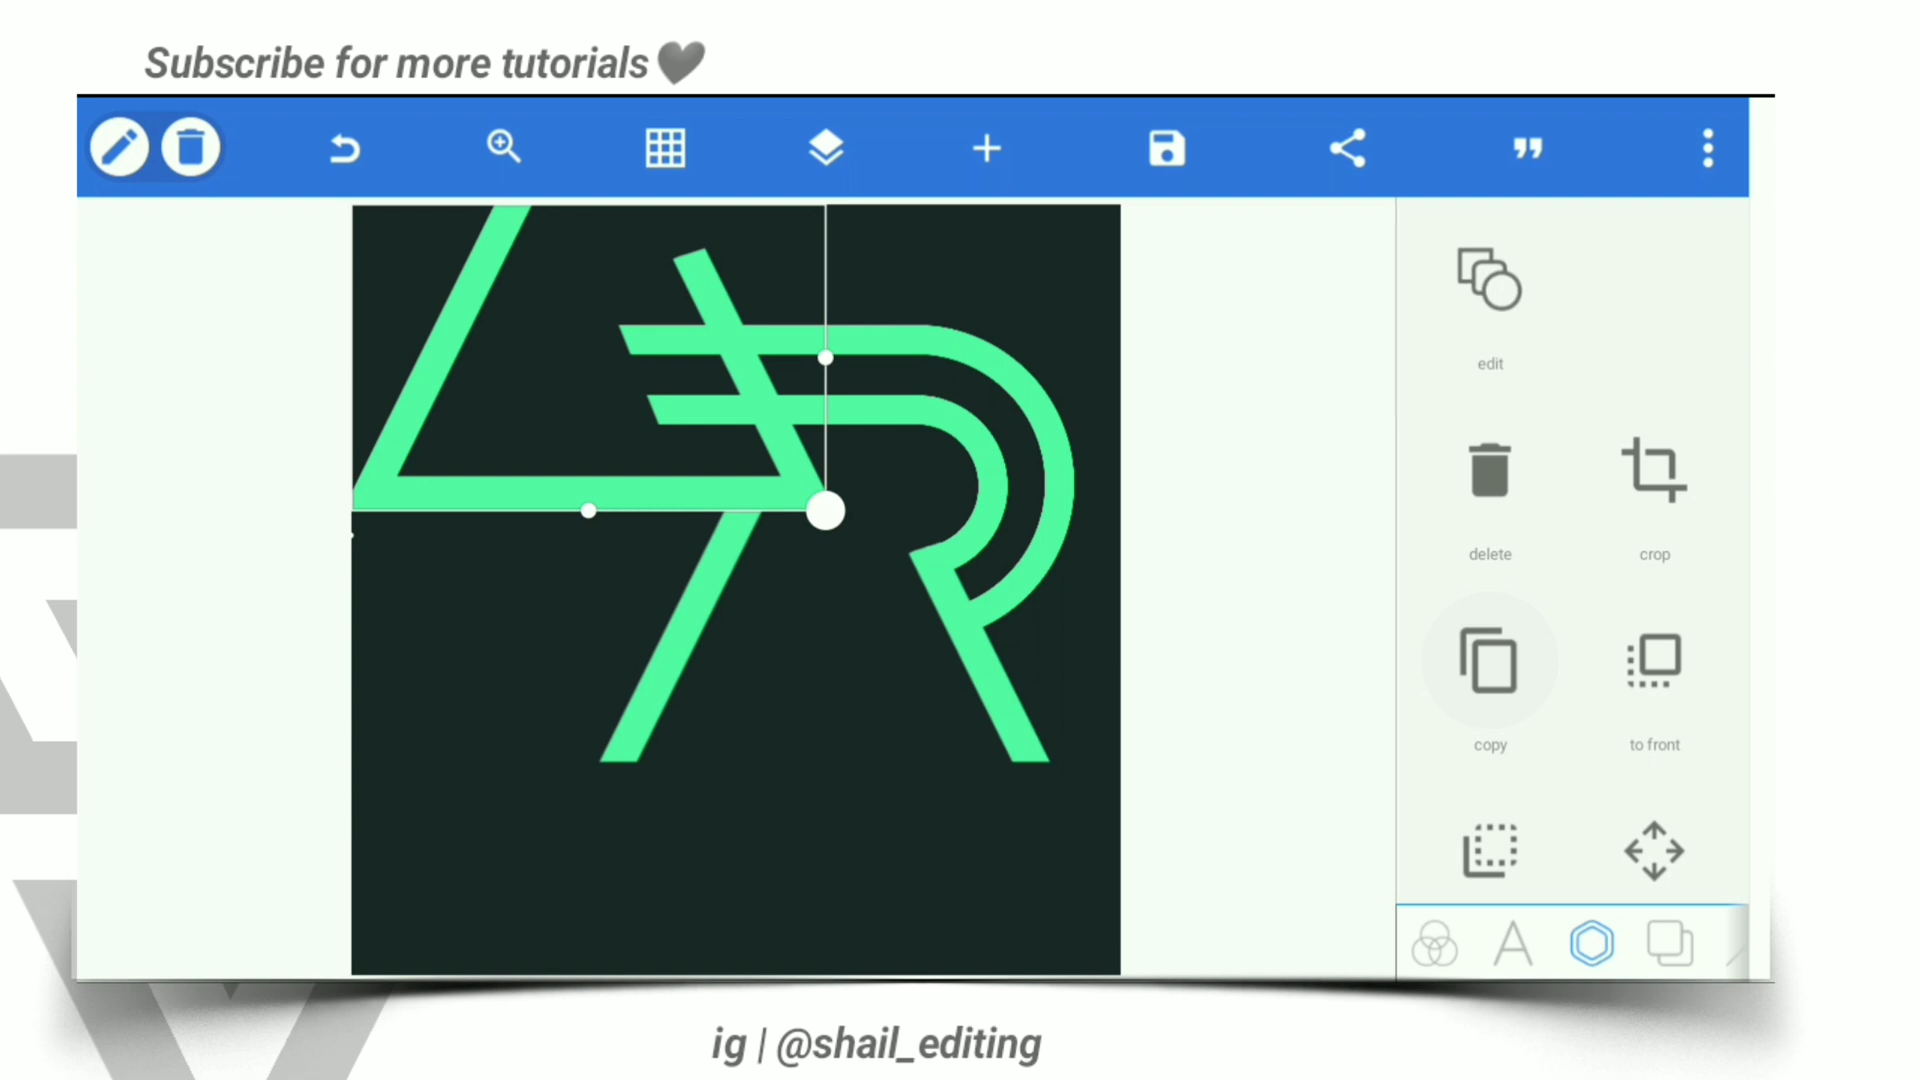 Subscribe for more tutorials🖤
edit
delete
crop
copy
to front
ig | @shail_editing